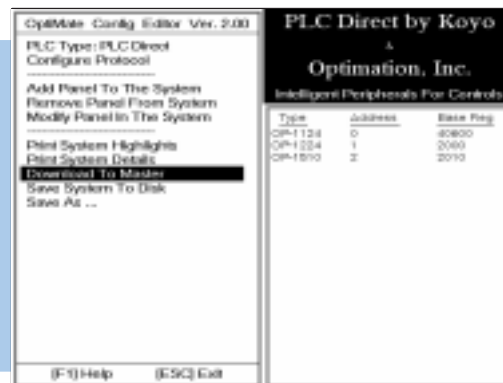 OptiMate Config Editor Ver. 2.00
PLC Type: PLC Direct
Configure Protocol
--------------------
Add Panel To The System
Remove Panel From System
Modify Panel In The System
--------------------
Print System Highlights
Print System Details
Download To Master
Save System To Disk
Save As ...
(F1) Help (ESC) Exit
PLC Direct by Koyo
&
Optimation, Inc.
Intelligent Peripherals For Controls
Type Address Base Reg
OP-1124 0 40600
OP-1224 1 2000
OP-1510 2 2010